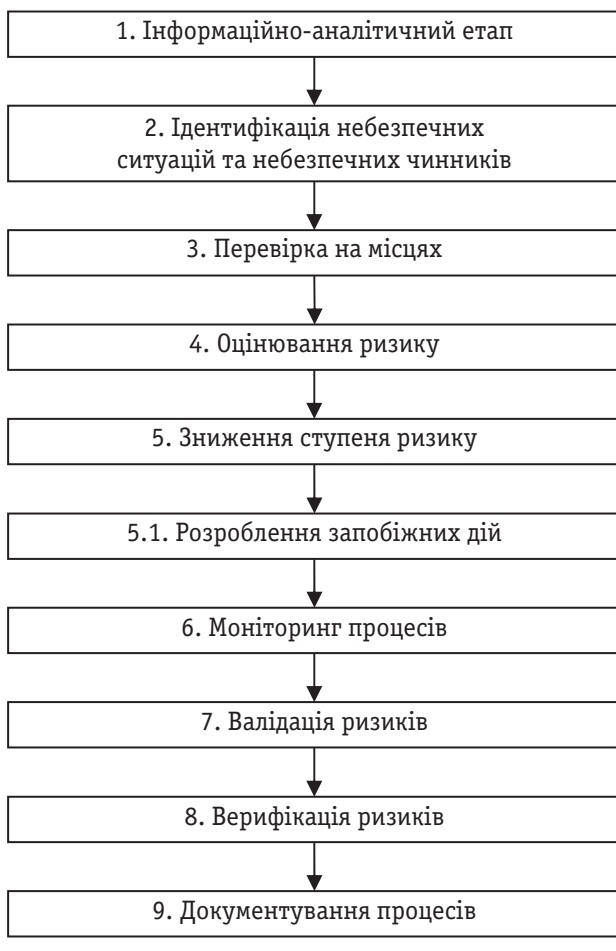 1. Інформаційно-аналітичний етап
2. Ідентифікація небезпечних
ситуацій та небезпечних чинників
3. Перевірка на місцях
4. Оцінювання ризику
5. Зниження ступеня ризику
5.1. Розроблення запобіжних дій
6. Моніторинг процесів
7. Валідація ризиків
8. Верифікація ризиків
9. Документування процесів